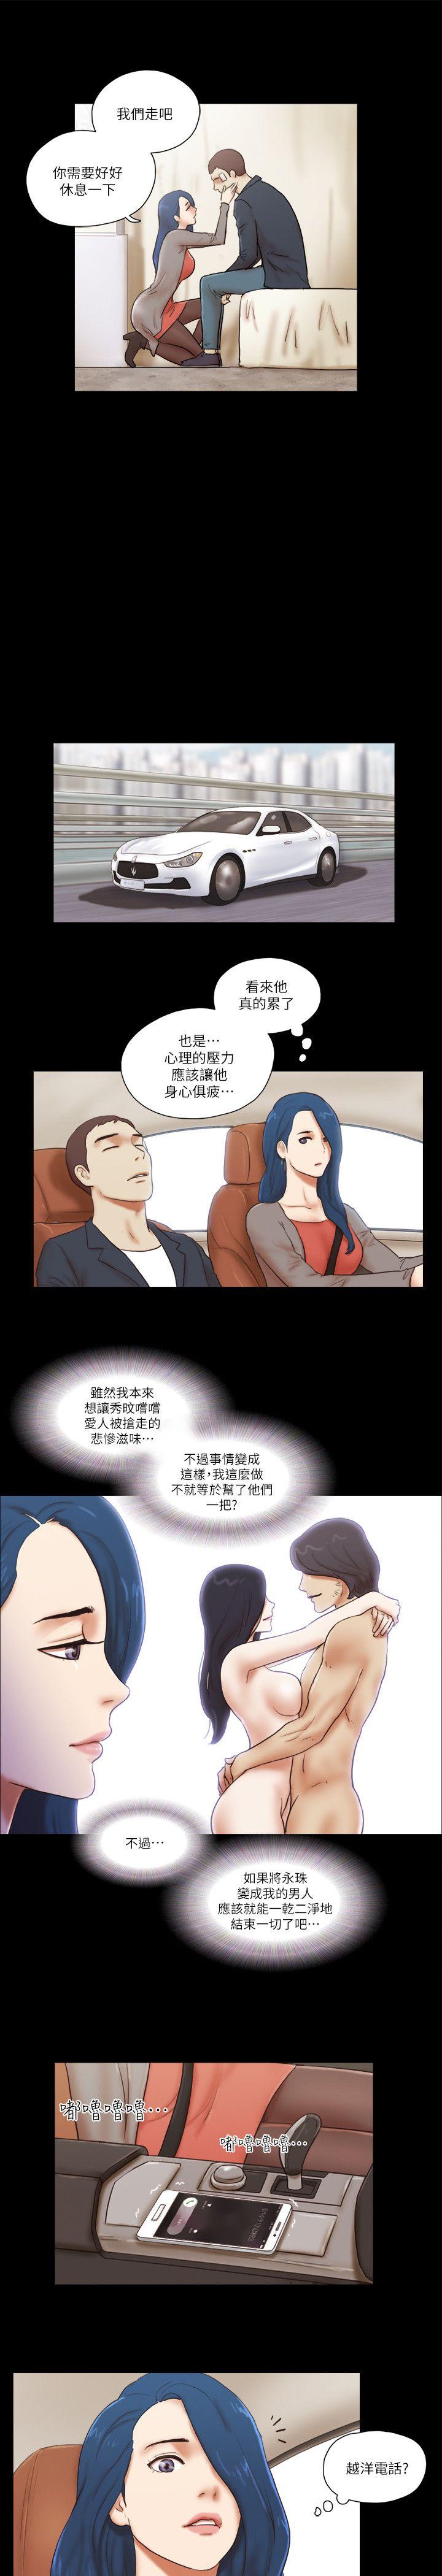 我們走吧
你需要好好
休息一下
看來他
真的累了
也是…
心理的壓力
應該讓他
身心俱疲…
雖然我本來
想讓秀旼嚐嚐
愛人被搶走的
悲慘滋味…
不過事情變成
這樣，我這麼做
不就等於幫了他們
一把?
不過…
如果將永珠
變成我的男人
應該就能一乾二淨地
結束一切了吧…
嘟嚕嚕嚕…
嘟嚕嚕嚕…
越洋電話?